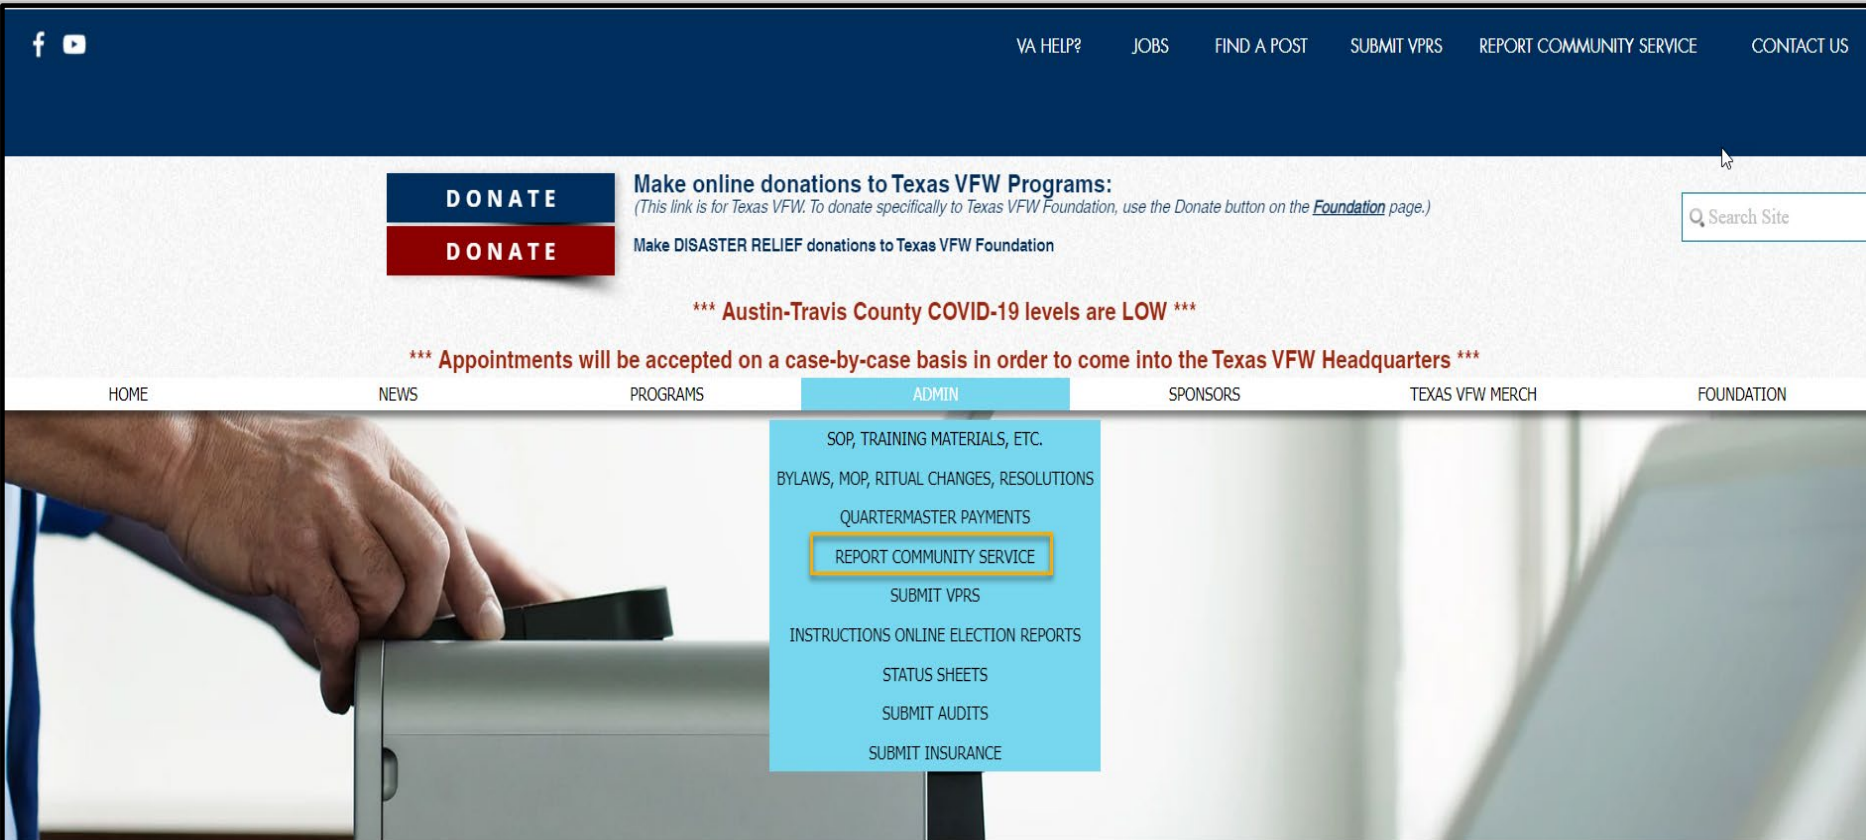 VA HELP?
JOBS
FIND A POST
SUBMIT VPRS
REPORT COMMUNITY SERVICE
CONTACT US
DONATE
Make online donations to Texas VFW Programs:
(This link is for Texas VFW. To donate specifically to Texas VFW Foundation, use the Donate button on the Foundation page.)
DONATE
Make DISASTER RELIEF donations to Texas VFW Foundation
Search Site
*** Austin-Travis County COVID-19 levels are LOW ***
*** Appointments will be accepted on a case-by-case basis in order to come into the Texas VFW Headquarters ***
HOME
NEWS
PROGRAMS
ADMIN
SPONSORS
TEXAS VFW MERCH
FOUNDATION
SOP, TRAINING MATERIALS, ETC.
BYLAWS, MOP, RITUAL CHANGES, RESOLUTIONS
QUARTERMASTER PAYMENTS
REPORT COMMUNITY SERVICE
SUBMIT VPRS
INSTRUCTIONS ONLINE ELECTION REPORTS
STATUS SHEETS
SUBMIT AUDITS
SUBMIT INSURANCE